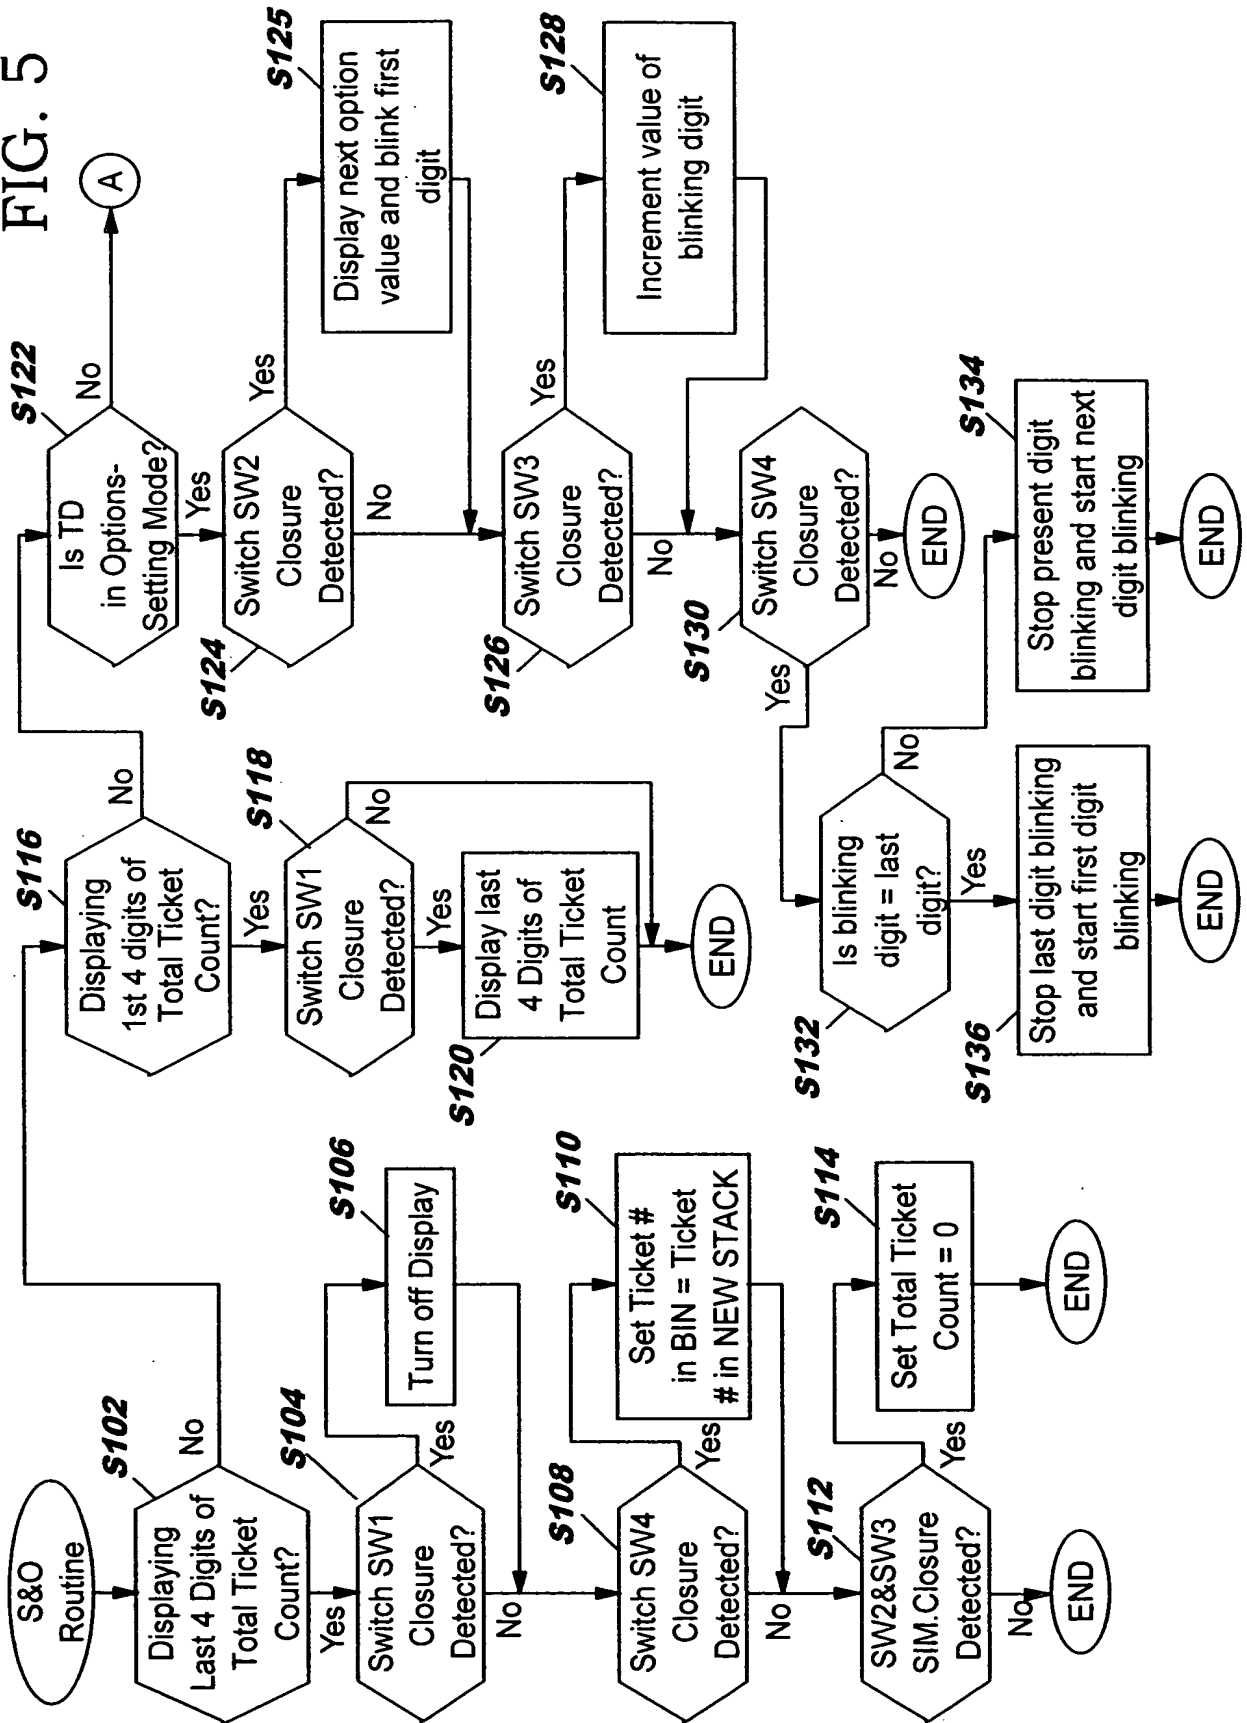 FIG. 5
S&O
Routine
S102
Displaying
Last 4 Digits of
Total Ticket
Count?
No
Yes
S104
Switch SW1
Closure
Detected?
Yes
No
S106
Turn off Display
S108
Switch SW4
Closure
Detected?
Yes
No
S110
Set Ticket #
in BIN = Ticket
# in NEW STACK
S112
SW2&SW3
SIM.Closure
Detected?
Yes
No
END
S114
Set Total Ticket
Count = 0
END
S116
Displaying
1st 4 digits of
Total Ticket
Count?
No
Yes
S118
Switch SW1
Closure
Detected?
No
Yes
S120
Display last
4 Digits of
Total Ticket
Count
END
S122
Is TD
in Options-
Setting Mode?
No
A
Yes
S124
Switch SW2
Closure
Detected?
Yes
No
S125
Display next option
value and blink first
digit
S126
Switch SW3
Closure
Detected?
Yes
No
S128
Increment value of
blinking digit
S130
Switch SW4
Closure
Detected?
Yes
No
END
S132
Is blinking
digit = last
digit?
No
Yes
S134
Stop present digit
blinking and start next
digit blinking
END
S136
Stop last digit blinking
and start first digit
blinking
END